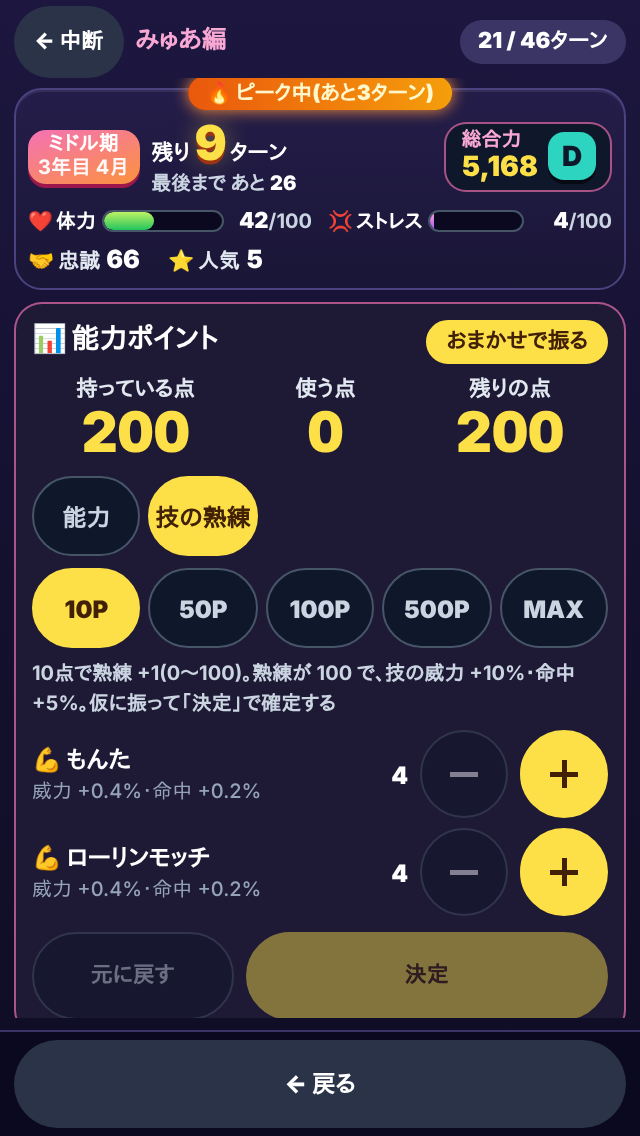 ← 中断 みゅあ編 21 / 46ターン
🔥 ピーク中(あと3ターン)
ミドル期
3年目 4月
残り 9 ターン
最後まで あと 26
総合力
5,168 D
❤️ 体力 42/100 💢 ストレス 4/100
🤝 忠誠 66 ⭐ 人気 5
📊 能力ポイント おまかせで振る
持っている点 使う点 残りの点
200 0 200
能力 技の熟練
10P 50P 100P 500P MAX
10点で熟練 +1(0〜100)。熟練が 100 で、技の威力 +10%・命中
+5%。仮に振って「決定」で確定する
💪 もんた
威力 +0.4%・命中 +0.2%
4 − +
💪 ローリンモッチ
威力 +0.4%・命中 +0.2%
4 − +
元に戻す 決定
← 戻る